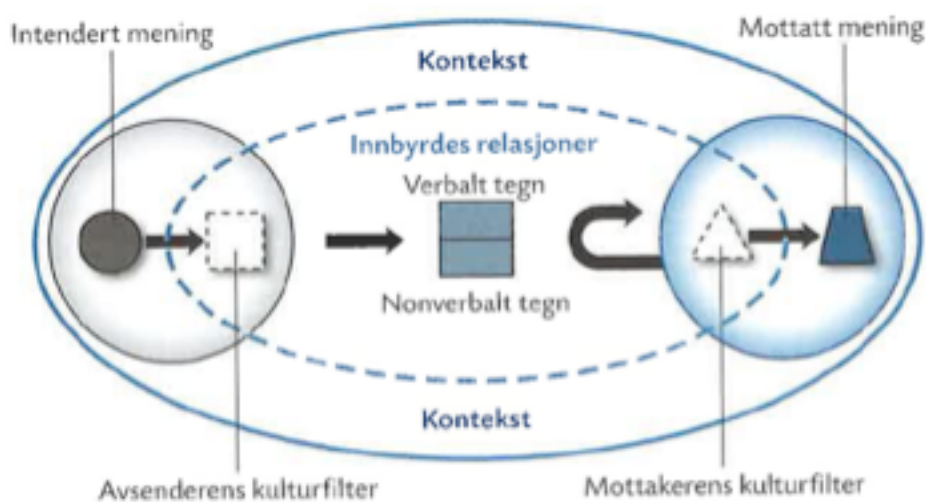 Intendert mening
Mottatt mening
Kontekst
Innbyrdes relasjoner
Verbalt tegn
Nonverbalt tegn
Kontekst
Avsenderens kulturfilter
Mottakerens kulturfilter